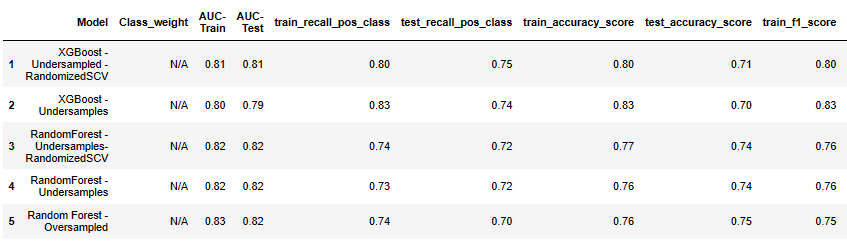 Model Class_weight AUC-Train AUC-Test train_recall_pos_class test_recall_pos_class train_accuracy_score test_accuracy_score train_f1_score
1 XGBoost - Undersampled - RandomizedSCV N/A 0.81 0.81 0.80 0.75 0.80 0.71 0.80
2 XGBoost - Undersamples N/A 0.80 0.79 0.83 0.74 0.83 0.70 0.83
3 RandomForest - Undersamples- RandomizedSCV N/A 0.82 0.82 0.74 0.72 0.77 0.74 0.76
4 RandomForest - Undersamples N/A 0.82 0.82 0.73 0.72 0.76 0.74 0.76
5 Random Forest - Oversampled N/A 0.83 0.82 0.74 0.70 0.76 0.75 0.75